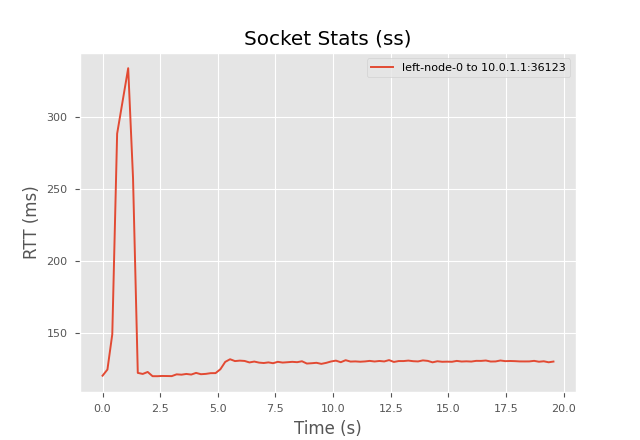 Socket Stats (ss)
left-node-0 to 10.0.1.1:36123
RTT (ms)
300
250
200
150
0.0 2.5 5.0 7.5 10.0 12.5 15.0 17.5 20.0
Time (s)